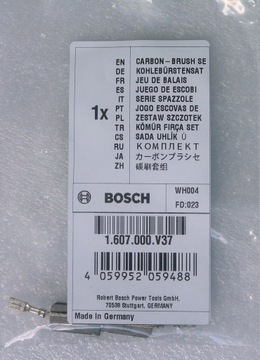 1x
EN CARBON-BRUSH SE
DE KOHLEBÜRSTENSAT
FR JEU DE BALAIS
ES JUEGO DE ESCOBI
IT SERIE SPAZZOLE
PT JOGO ESCOVAS DE
PL ZESTAW SZCZOTEK
TR KÖMÜR FIRÇA SET
CS SADA UHLÍK Ů
RU КОМПЛЕКТ
JA カーボンブラシセ
ZH 碳刷套组
BOSCH
WH004
FD:023
1.607.000.V37
4 059952 059488
Robert Bosch Power Tools GmbH,
70538 Stuttgart, GERMANY
Made in Germany